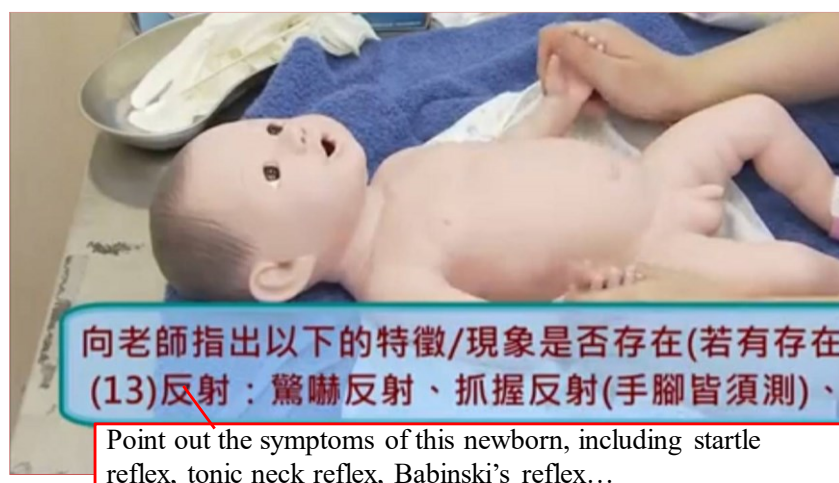 向老師指出以下的特徵/現象是否存在(若有存在
(13)反射：驚嚇反射、抓握反射(手腳皆須測)、
Point out the symptoms of this newborn, including startle
reflex, tonic neck reflex, Babinski’s reflex…